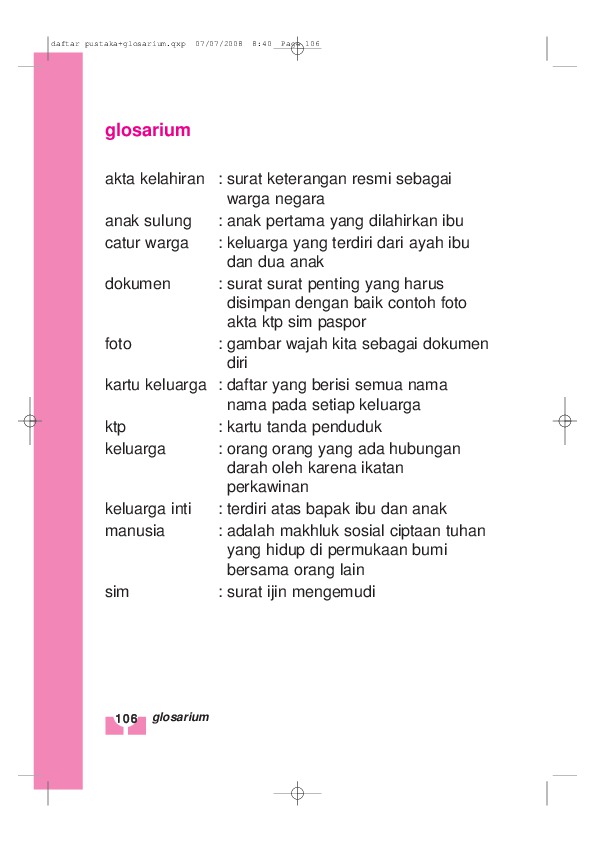 daftar pustaka+glosarium.qxp 07/07/2008 8:40 Page 106
glosarium
akta kelahiran : surat keterangan resmi sebagai
warga negara
anak sulung : anak pertama yang dilahirkan ibu
catur warga : keluarga yang terdiri dari ayah ibu
dan dua anak
dokumen : surat surat penting yang harus
disimpan dengan baik contoh foto
akta ktp sim paspor
foto : gambar wajah kita sebagai dokumen
diri
kartu keluarga : daftar yang berisi semua nama
nama pada setiap keluarga
ktp : kartu tanda penduduk
keluarga : orang orang yang ada hubungan
darah oleh karena ikatan
perkawinan
keluarga inti : terdiri atas bapak ibu dan anak
manusia : adalah makhluk sosial ciptaan tuhan
yang hidup di permukaan bumi
bersama orang lain
sim : surat ijin mengemudi
106 glosarium